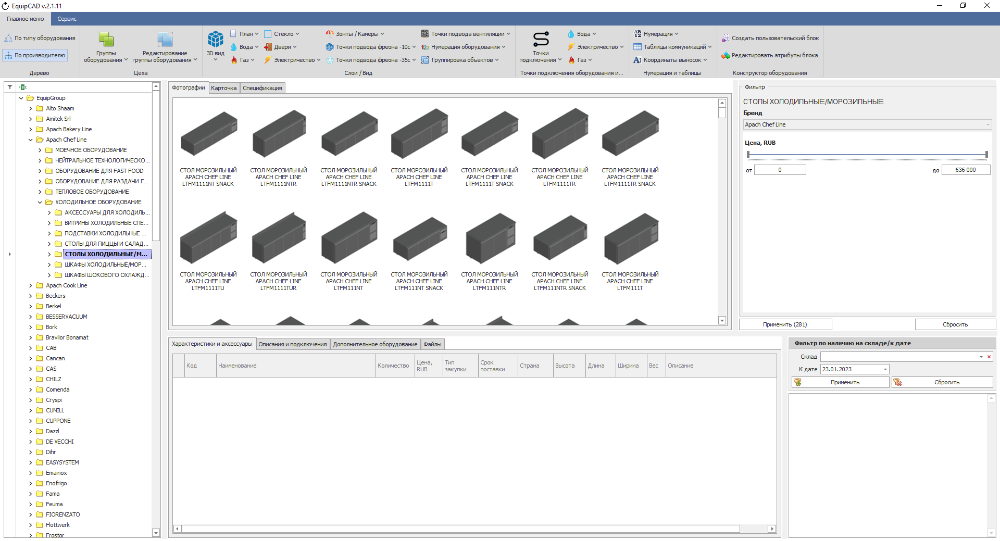 EquipCAD v.2.1.11
Главное меню
Сервис
По типу оборудования
По производителю
Дерево
Группы
оборудования
Редактирование
группы оборудования
Цеха
3D вид
План
Вода
Газ
Стекло
Двери
Электричество
Зонты / Камеры
Точки подвода фреона -10с
Точки подвода фреона -35с
Точки подвода вентиляции
123 Нумерация оборудования
Группировка объектов
Слои / Вид
Точки
подключения
Вода
Электричество
Газ
Точки подключения оборудования и...
Нумерация
Таблицы коммуникаций
Координаты выносок
Нумерация и таблицы
Создать пользовательский блок
Редактировать атрибуты блока
Конструктор оборудования
EquipGroup
Alto Shaam
Amitek Srl
Apach Bakery Line
Apach Chef Line
МОЕЧНОЕ ОБОРУДОВАНИЕ
НЕЙТРАЛЬНОЕ ТЕХНОЛОГИЧЕСКО...
ОБОРУДОВАНИЕ ДЛЯ FAST FOOD
ОБОРУДОВАНИЕ ДЛЯ РАЗДАЧИ Г...
ТЕПЛОВОЕ ОБОРУДОВАНИЕ
ХОЛОДИЛЬНОЕ ОБОРУДОВАНИЕ
АКСЕССУАРЫ ДЛЯ ХОЛОДИЛЬ...
ВИТРИНЫ ХОЛОДИЛЬНЫЕ СПЕ...
ПОДСТАВКИ ХОЛОДИЛЬНЫЕ ...
СТОЛЫ ДЛЯ ПИЦЦЫ И САЛАД...
СТОЛЫ ХОЛОДИЛЬНЫЕ/М...
ШКАФЫ ХОЛОДИЛЬНЫЕ/МОР...
ШКАФЫ ШОКОВОГО ОХЛАЖД...
Apach Cook Line
Beckers
Berkel
BESSERVACUUM
Bork
Bravilor Bonamat
CAB
Cancan
CAS
CHILZ
Comenda
Cryspi
CUNILL
CUPPONE
Dazzl
DE VECCHI
Dihr
EASYSYSTEM
Emainox
Enofrigo
Fama
Feuma
FIORENZATO
Flottwerk
Frostor
Фотографии
Карточка
Спецификация
СТОЛ МОРОЗИЛЬНЫЙ
APACH CHEF LINE
LTFM1111NT SNACK
СТОЛ МОРОЗИЛЬНЫЙ
APACH CHEF LINE
LTFM1111NTR
СТОЛ МОРОЗИЛЬНЫЙ
APACH CHEF LINE
LTFM1111NTR SNACK
СТОЛ МОРОЗИЛЬНЫЙ
APACH CHEF LINE
LTFM1111T
СТОЛ МОРОЗИЛЬНЫЙ
APACH CHEF LINE
LTFM1111T SNACK
СТОЛ МОРОЗИЛЬНЫЙ
APACH CHEF LINE
LTFM1111TR
СТОЛ МОРОЗИЛЬНЫЙ
APACH CHEF LINE
LTFM1111TR SNACK
СТОЛ МОРОЗИЛЬНЫЙ
APACH CHEF LINE
LTFM1111TU
СТОЛ МОРОЗИЛЬНЫЙ
APACH CHEF LINE
LTFM1111TUR
СТОЛ МОРОЗИЛЬНЫЙ
APACH CHEF LINE
LTFM111NT
СТОЛ МОРОЗИЛЬНЫЙ
APACH CHEF LINE
LTFM111NT SNACK
СТОЛ МОРОЗИЛЬНЫЙ
APACH CHEF LINE
LTFM111NTR
СТОЛ МОРОЗИЛЬНЫЙ
APACH CHEF LINE
LTFM111NTR SNACK
СТОЛ МОРОЗИЛЬНЫЙ
APACH CHEF LINE
LTFM111T
Фильтр
СТОЛЫ ХОЛОДИЛЬНЫЕ/МОРОЗИЛЬНЫЕ
Бренд
Apach Chef Line
Цена, RUB
от 0
до 636 000
Применить (281)
Сбросить
Характеристики и аксессуары
Описания и подключения
Дополнительное оборудование
Файлы
Код
Наименование
Количество
Цена,
RUB
Тип
закупки
Срок
поставки
Страна
Высота
Длина
Ширина
Вес
Описание
Фильтр по наличию на складе/к дате
Склад
К дате 23.01.2023
Применить
Сбросить